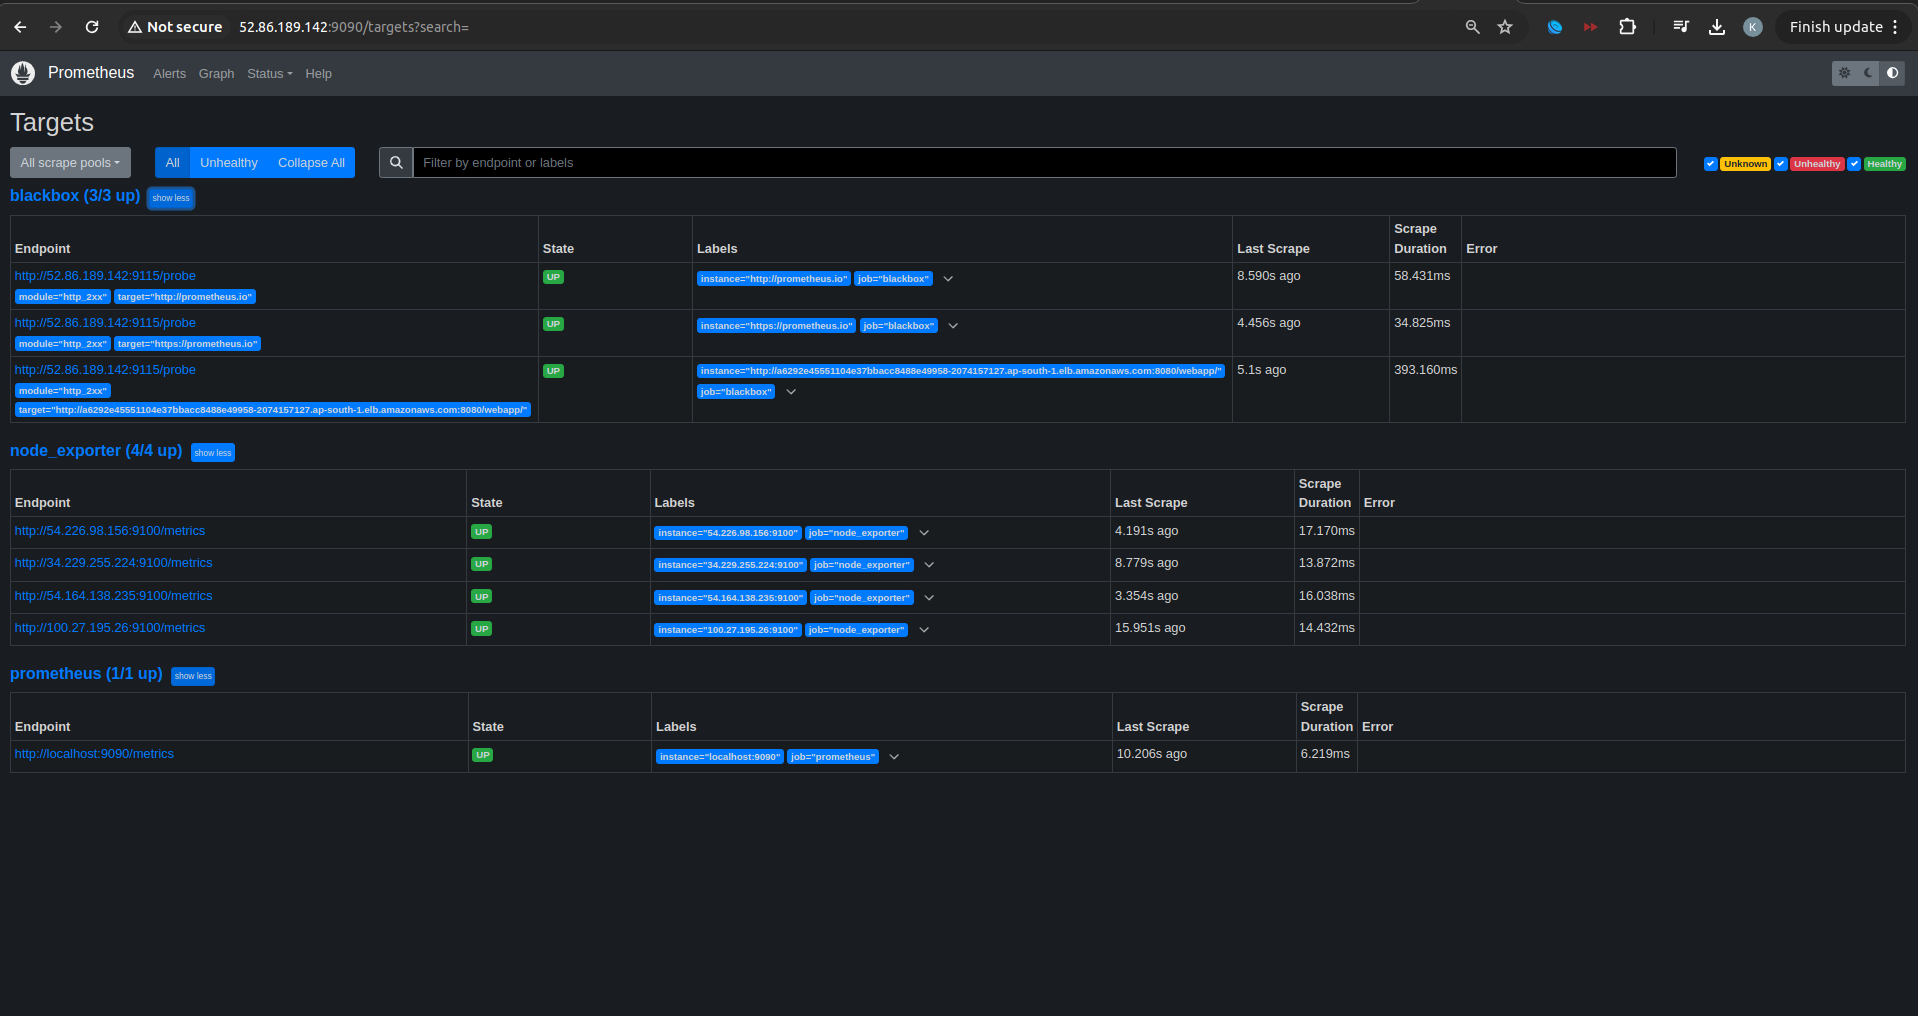 Not secure 52.86.189.142:9090/targets?search= K Finish update
Prometheus Alerts Graph Status Help
Targets
All scrape pools All Unhealthy Collapse All Filter by endpoint or labels Unknown Unhealthy Healthy
blackbox (3/3 up) show less
Endpoint State Labels Last Scrape Scrape Duration Error
http://52.86.189.142:9115/probe UP instance="http://prometheus.io" job="blackbox" 8.590s ago 58.431ms
module="http_2xx" target="http://prometheus.io"
http://52.86.189.142:9115/probe UP instance="https://prometheus.io" job="blackbox" 4.456s ago 34.825ms
module="http_2xx" target="https://prometheus.io"
http://52.86.189.142:9115/probe UP instance="http://a6292e45551104e37bbacc8488e49958-2074157127.ap-south-1.elb.amazonaws.com:8080/webapp/" 5.1s ago 393.160ms
module="http_2xx" job="blackbox"
target="http://a6292e45551104e37bbacc8488e49958-2074157127.ap-south-1.elb.amazonaws.com:8080/webapp/"
node_exporter (4/4 up) show less
Endpoint State Labels Last Scrape Scrape Duration Error
http://54.226.98.156:9100/metrics UP instance="54.226.98.156:9100" job="node_exporter" 4.191s ago 17.170ms
http://34.229.255.224:9100/metrics UP instance="34.229.255.224:9100" job="node_exporter" 8.779s ago 13.872ms
http://54.164.138.235:9100/metrics UP instance="54.164.138.235:9100" job="node_exporter" 3.354s ago 16.038ms
http://100.27.195.26:9100/metrics UP instance="100.27.195.26:9100" job="node_exporter" 15.951s ago 14.432ms
prometheus (1/1 up) show less
Endpoint State Labels Last Scrape Scrape Duration Error
http://localhost:9090/metrics UP instance="localhost:9090" job="prometheus" 10.206s ago 6.219ms